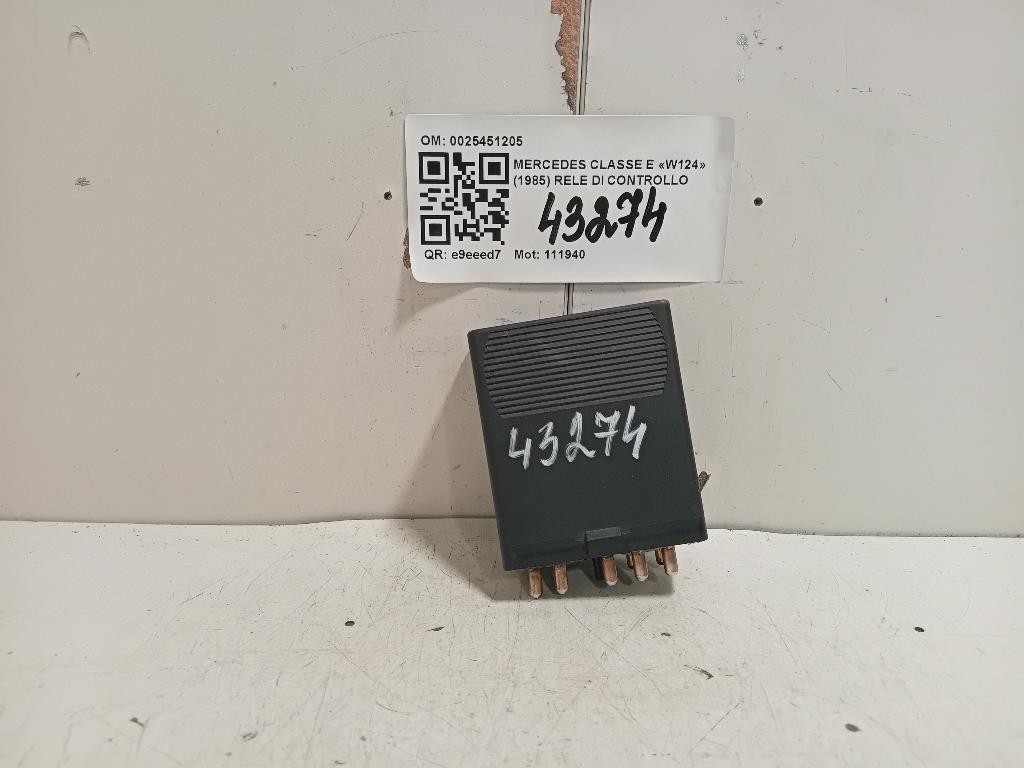 OM: 0025451205
MERCEDES CLASSE E «W124»
(1985) RELE DI CONTROLLO
43274
QR: e9eeed7 Mot: 111940
43274